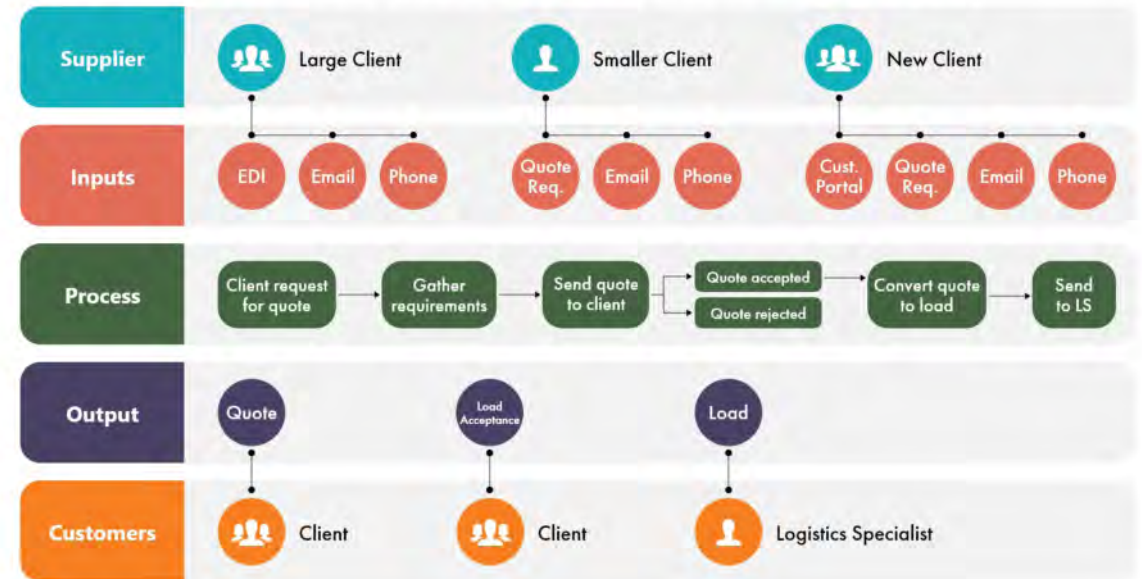 Supplier
Large Client
Smaller Client
New Client
Inputs
EDI
Email
Phone
Quote
Req.
Email
Phone
Cust.
Portal
Quote
Req.
Email
Phone
Process
Client request
for quote
Gather
requirements
Send quote
to client
Quote accepted
Quote rejected
Convert quote
to load
Send
to LS
Output
Quote
Load
Acceptance
Load
Customers
Client
Client
Logistics Specialist